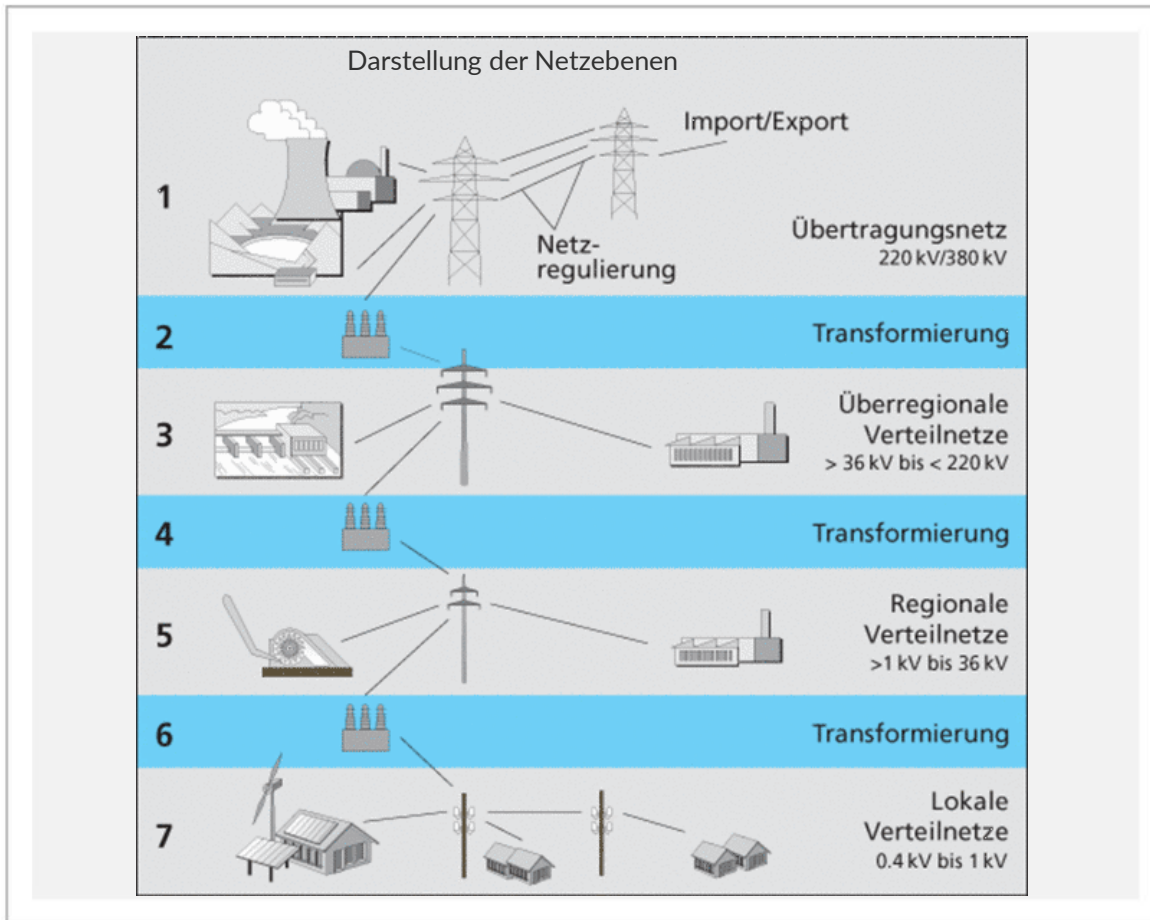 Darstellung der Netzebenen
Import/Export
1
Netz-
regulierung
Übertragungsnetz
220 kV/380 kV
2
Transformierung
3
Überregionale
Verteilnetze
> 36 kV bis < 220 kV
4
Transformierung
5
Regionale
Verteilnetze
>1 kV bis 36 kV
6
Transformierung
7
Lokale
Verteilnetze
0.4 kV bis 1 kV